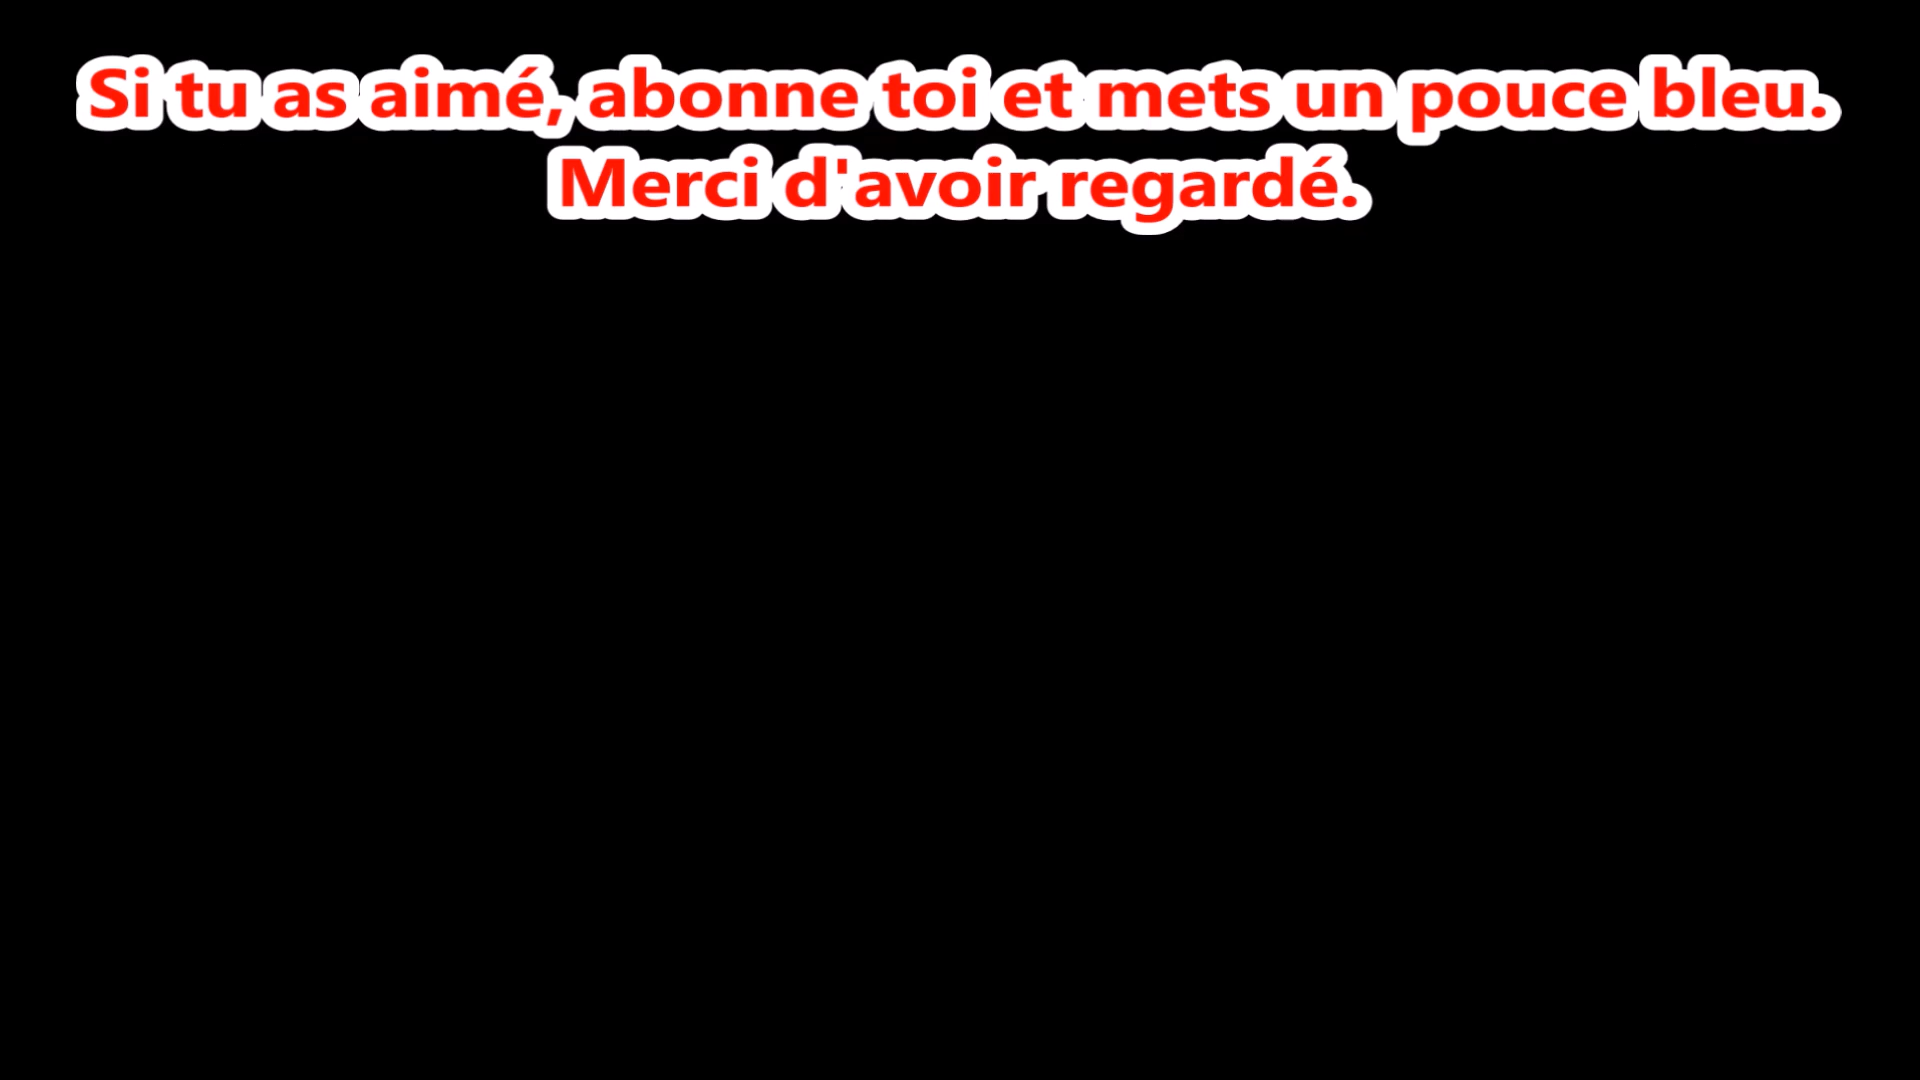 Si tu as aimé, abonne toi et mets un pouce bleu.
Merci d'avoir regardé.